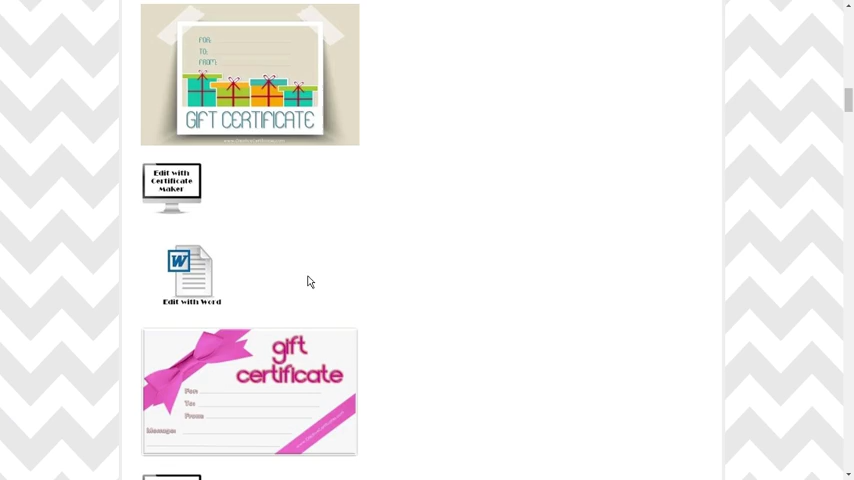 FOR:
TO:
FROM:
GIFT CERTIFICATE
Edit with
Certificate
Maker
W
Edit with Word
gift
certificate
For:
To:
From:
Message: